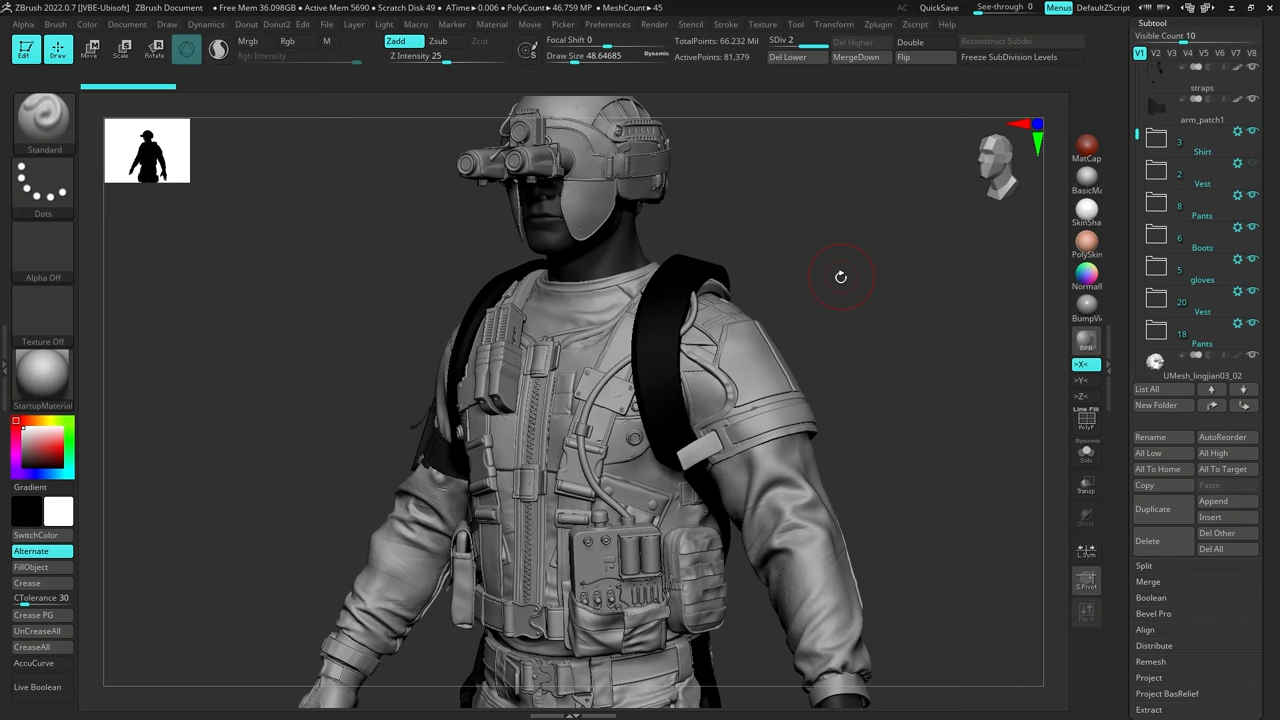 ZBrush 2022.0.7 [JVBE-Ubisoft] ZBrush Document • Free Mem 36.098GB • Active Mem 5690 • Scratch Disk 49 • ATime▸0.006 • PolyCount▸46.759 MP • MeshCount▸45 AC QuickSave See-through 0 Menus DefaultZScript
Alpha Brush Color Document Draw Dynamics Donut Donut2 Edit File Layer Light Macro Marker Material Movie Picker Preferences Render Stencil Stroke Texture Tool Transform Zplugin Zscript Help
Edit Draw Move Scale Rotate
Mrgb Rgb M
Rgb Intensity
Zadd Zsub Zcut
Z Intensity 25
Focal Shift 0
Draw Size 48.64685 Dynamic
TotalPoints: 66.232 Mil
ActivePoints: 81,379
SDiv 2 Del Higher Double Reconstruct Subdiv
Del Lower MergeDown Flip Freeze SubDivision Levels
Standard
Dots
Alpha Off
Texture Off
StartupMaterial
Gradient
SwitchColor
Alternate
FillObject
Crease
CTolerance 30
Crease PG
UnCreaseAll
CreaseAll
AccuCurve
Live Boolean
MatCap
BasicMa
SkinSha
PolySkin
Normall
BumpVi
BPR
>X<
>Y<
>Z<
Line Fill
PolyF
Dynamic
Solo
Transp
Ghost
L.Sym
S.Pivot
Flip V
Subtool
Visible Count 10
V1 V2 V3 V4 V5 V6 V7 V8
straps
arm_patch1
3 Shirt
2 Vest
8 Pants
6 Boots
5 gloves
20 Vest
18 Pants
UMesh_lingjian03_02
List All
New Folder
Rename AutoReorder
All Low All High
All To Home All To Target
Copy Paste
Duplicate Append
Insert
Delete Del Other
Del All
Split
Merge
Boolean
Bevel Pro
Align
Distribute
Remesh
Project
Project BasRelief
Extract